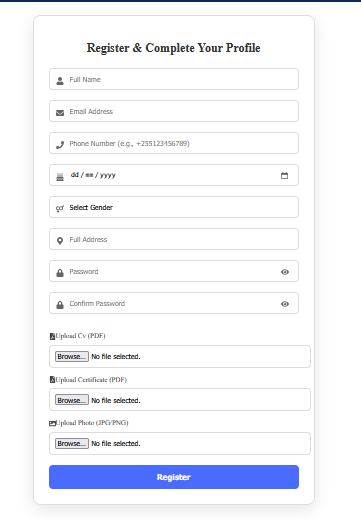 Register & Complete Your Profile
Full Name
Email Address
Phone Number (e.g., +255123456789)
dd / mm / yyyy
Select Gender
Full Address
Password
Confirm Password
Upload Cv (PDF)
Browse... No file selected.
Upload Certificate (PDF)
Browse... No file selected.
Upload Photo (JPG/PNG)
Browse... No file selected.
Register